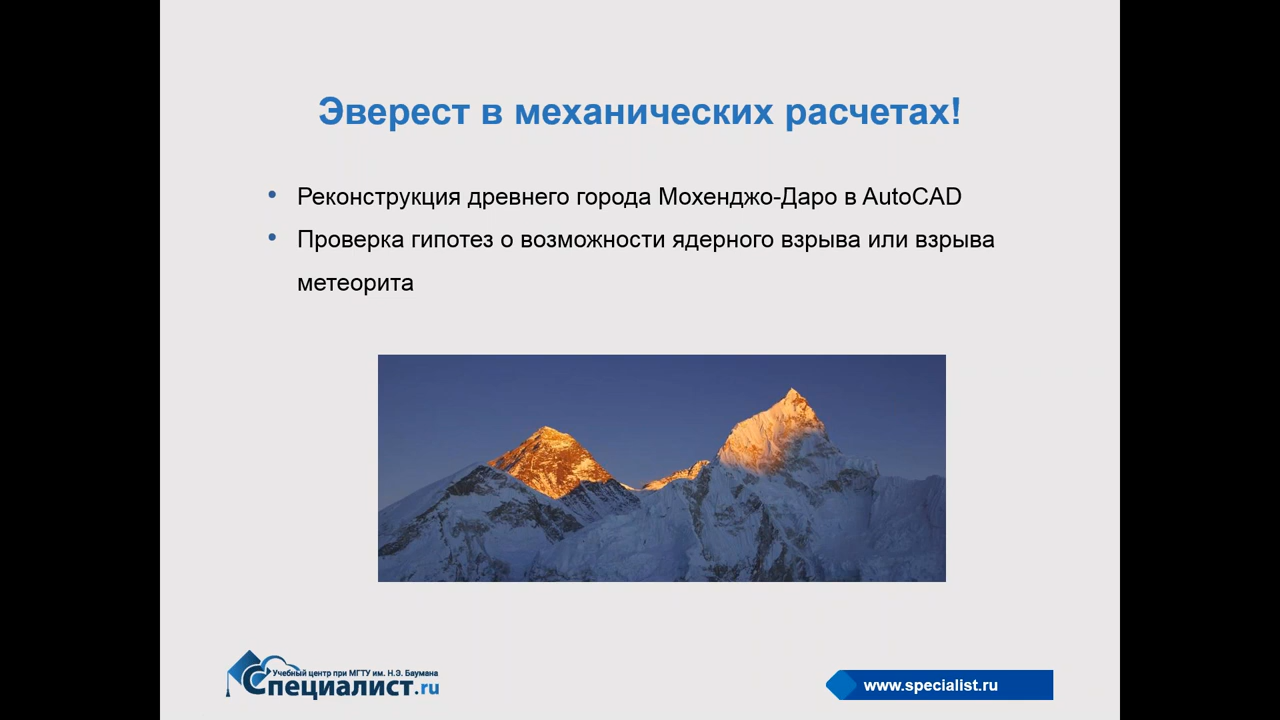 Эверест в механических расчетах!
• Реконструкция древнего города Мохенджо-Даро в AutoCAD
• Проверка гипотез о возможности ядерного взрыва или взрыва
метеорита
Учебный центр при МГТУ им. Н.Э. Баумана
Специалист.ru
www.specialist.ru